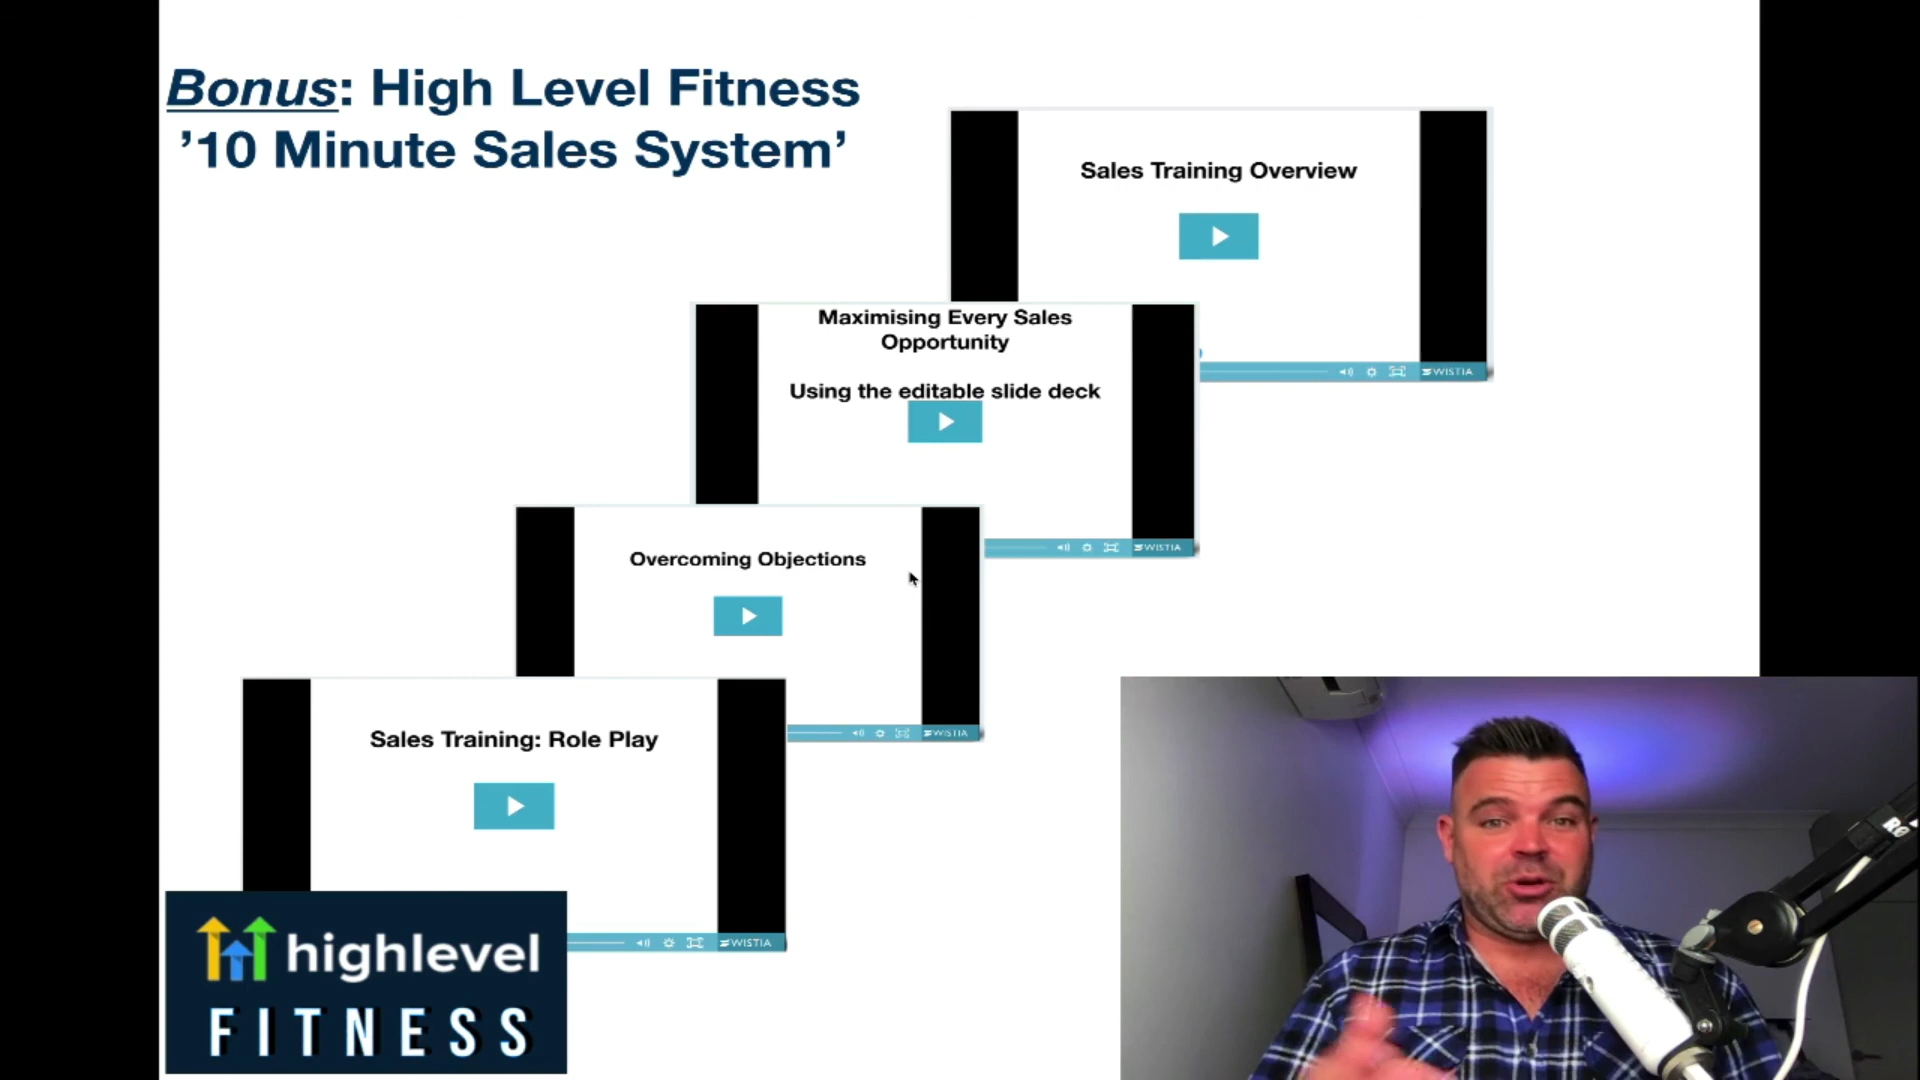 Bonus: High Level Fitness
’10 Minute Sales System’
Sales Training Overview
WISTIA
Maximising Every Sales
Opportunity
Using the editable slide deck
WISTIA
Overcoming Objections
WISTIA
Sales Training: Role Play
WISTIA
highlevel
FITNESS